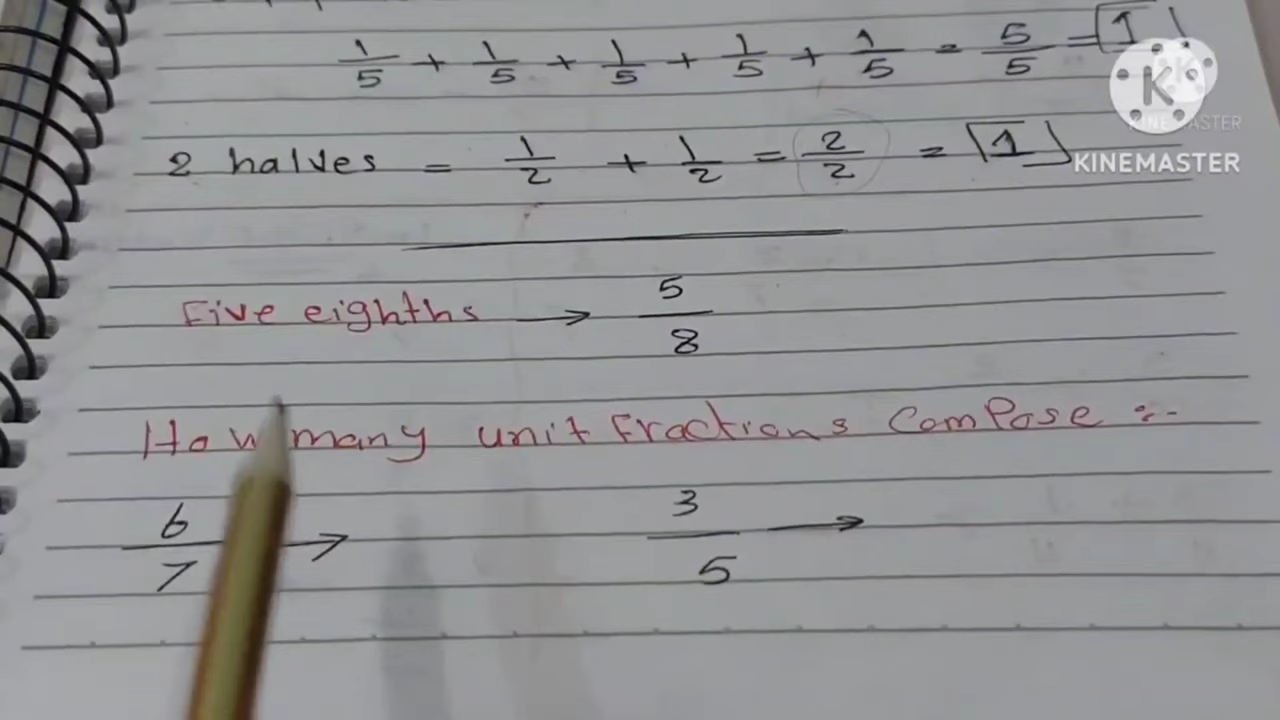 1/5 + 1/5 + 1/5 + 1/5 + 1/5 = 5/5 = 1
2 halves = 1/2 + 1/2 = 2/2 = 1
KINEMASTER
KINEMASTER
Five eighths → 5/8
How many unit fractions compose :-
6/7 → 3/5 →